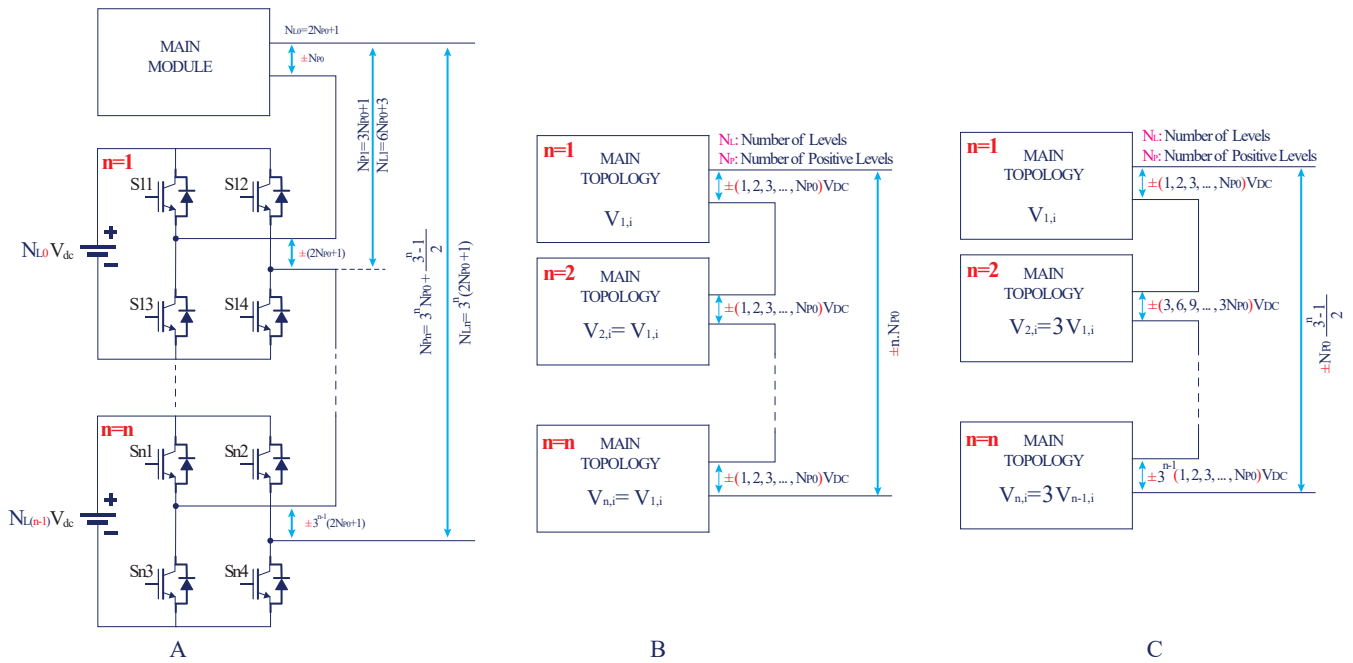 NL0=2NP0+1
MAIN
MODULE
±NP0
NP1=3NP0+1
NL1=6NP0+3
n=1
S11
S12
NL0Vdc
±(2NP0+1)
S13
S14
NPn=3^n NP0+(3^n-1)/2
NLn=3^n(2NP0+1)
n=n
Sn1
Sn2
NL(n-1)Vdc
±3^n-1(2NP0+1)
Sn3
Sn4
A
NL: Number of Levels
NP: Number of Positive Levels
n=1
MAIN
TOPOLOGY
V1,i
±(1, 2, 3, ... , NP0)VDC
n=2
MAIN
TOPOLOGY
V2,i= V1,i
±(1, 2, 3, ... , NP0)VDC
±n.NP0
n=n
MAIN
TOPOLOGY
Vn,i= V1,i
±(1, 2, 3, ... , NP0)VDC
B
NL: Number of Levels
NP: Number of Positive Levels
n=1
MAIN
TOPOLOGY
V1,i
±(1, 2, 3, ... , NP0)VDC
n=2
MAIN
TOPOLOGY
V2,i=3V1,i
±(3, 6, 9, ... , 3NP0)VDC
±NP0 (3^n-1)/2
n=n
MAIN
TOPOLOGY
Vn,i=3Vn-1,i
±3^n-1(1, 2, 3, ... , NP0)VDC
C